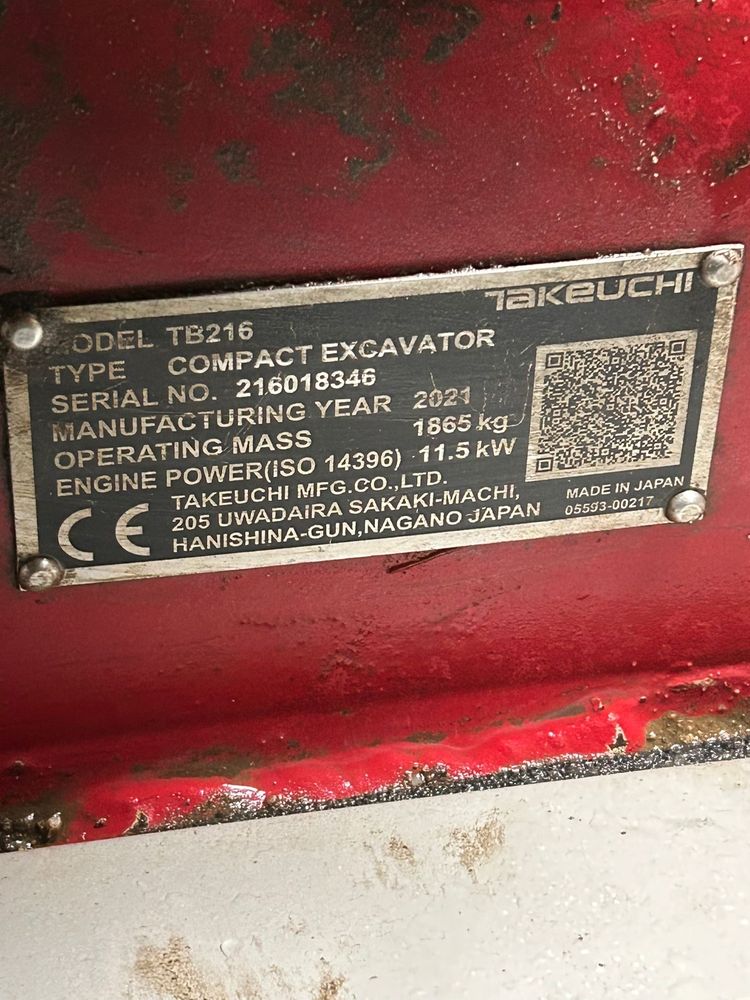 TAKEUCHI
MODEL TB216
TYPE COMPACT EXCAVATOR
SERIAL NO. 216018346
MANUFACTURING YEAR 2021
OPERATING MASS 1865 kg
ENGINE POWER(ISO 14396) 11.5 kW
CE
TAKEUCHI MFG.CO.,LTD.
205 UWADAIRA SAKAKI-MACHI,
HANISHINA-GUN,NAGANO JAPAN
MADE IN JAPAN
05593-00217